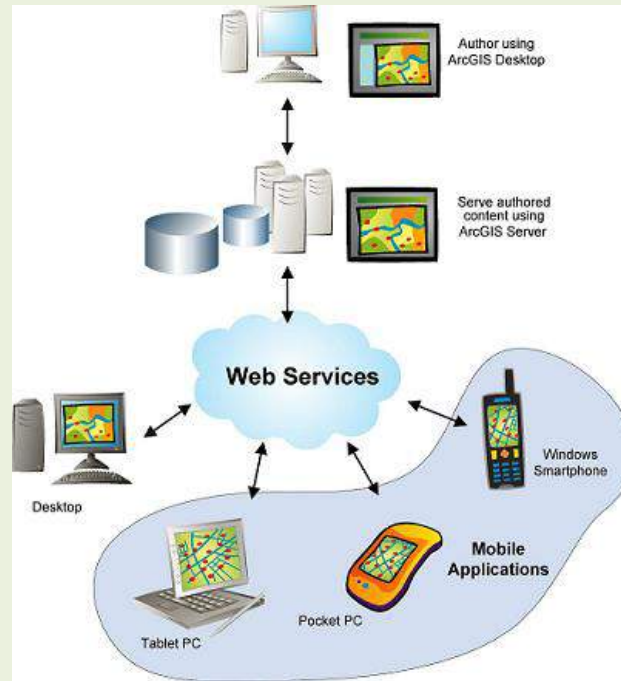 Author using
ArcGIS Desktop
Serve authored
content using
ArcGIS Server
Web Services
Windows
Smartphone
Desktop
Mobile
Applications
Pocket PC
Tablet PC